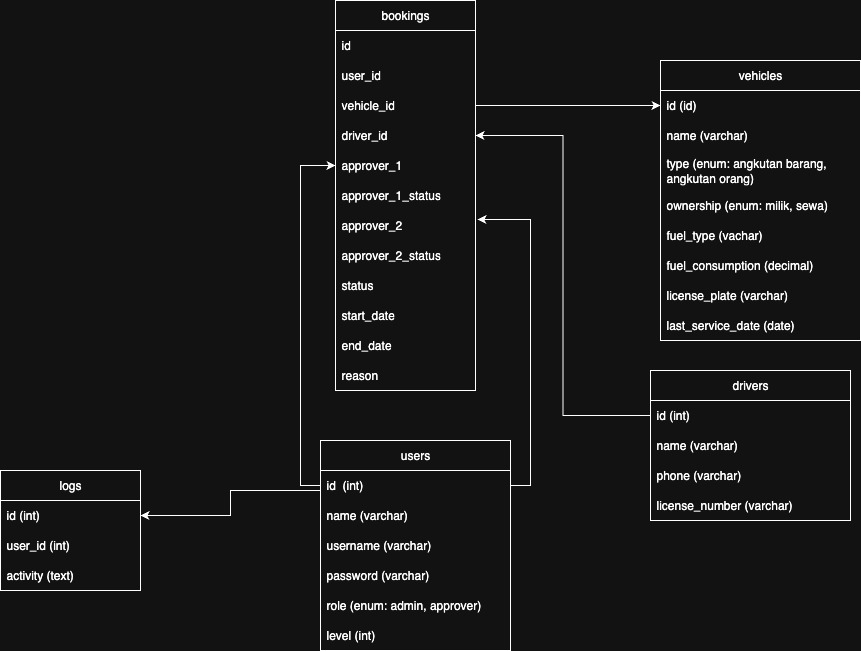 bookings
id
user_id
vehicle_id
driver_id
approver_1
approver_1_status
approver_2
approver_2_status
status
start_date
end_date
reason
vehicles
id (id)
name (varchar)
type (enum: angkutan barang,
angkutan orang)
ownership (enum: milik, sewa)
fuel_type (vachar)
fuel_consumption (decimal)
license_plate (varchar)
last_service_date (date)
drivers
id (int)
name (varchar)
phone (varchar)
license_number (varchar)
users
id (int)
name (varchar)
username (varchar)
password (varchar)
role (enum: admin, approver)
level (int)
logs
id (int)
user_id (int)
activity (text)